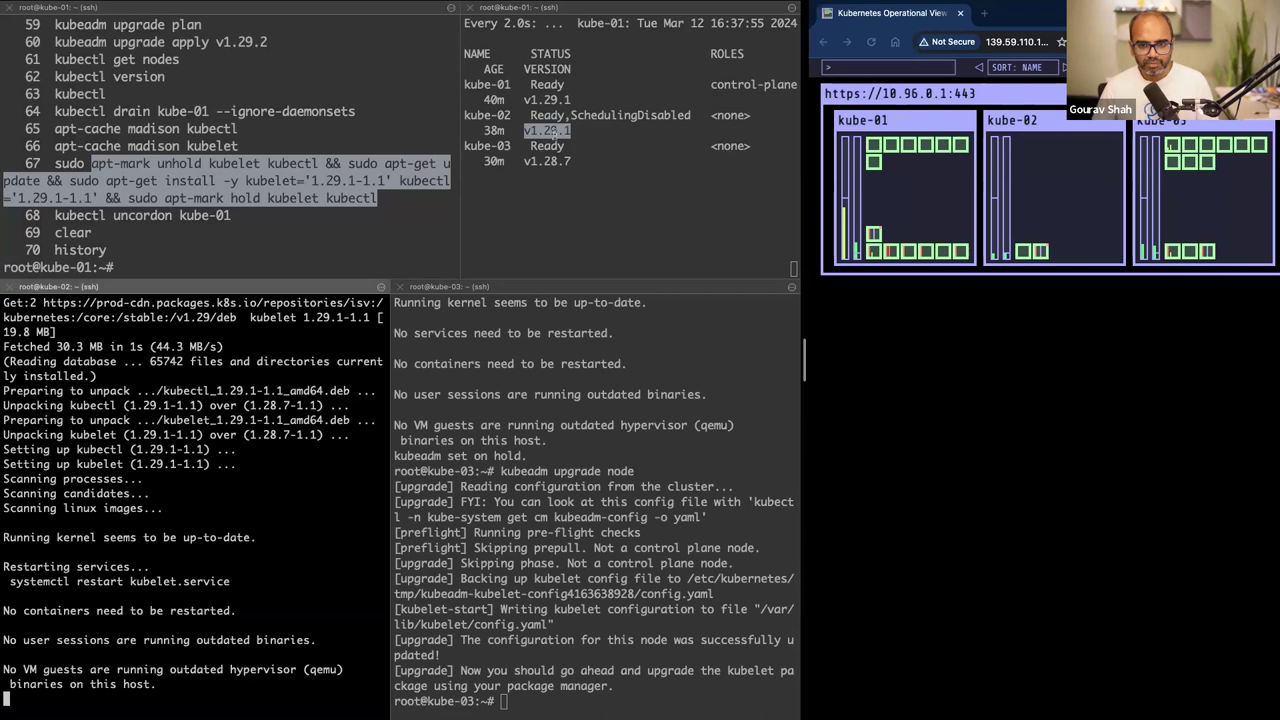 root@kube-01: (ssh)
59 kubeadm upgrade plan
60 kubeadm upgrade apply v1.29.2
61 kubectl get nodes
62 kubectl version
63 kubectl
64 kubectl drain kube-01 --ignore-daemonsets
65 apt-cache madison kubectl
66 apt-cache madison kubelet
67 sudo apt-mark unhold kubelet kubectl && sudo apt-get u
pdate && sudo apt-get install -y kubelet='1.29.1-1.1' kubectl
='1.29.1-1.1' && sudo apt-mark hold kubelet kubectl
68 kubectl uncordon kube-01
69 clear
70 history
root@kube-01:~#
root@kube-01: (ssh)
Every 2.0s: ... kube-01: Tue Mar 12 16:37:55 2024
NAME STATUS ROLES
AGE VERSION
kube-01 Ready control-plane
40m v1.29.1
kube-02 Ready,SchedulingDisabled <none>
38m v1.29.1
kube-03 Ready <none>
30m v1.28.7
root@kube-02: (ssh)
Get:2 https://prod-cdn.packages.k8s.io/repositories/isv:/
kubernetes:/core:/stable:/v1.29/deb kubelet 1.29.1-1.1 [
19.8 MB]
Fetched 30.3 MB in 1s (44.3 MB/s)
(Reading database ... 65742 files and directories current
ly installed.)
Preparing to unpack .../kubectl_1.29.1-1.1_amd64.deb ...
Unpacking kubectl (1.29.1-1.1) over (1.28.7-1.1) ...
Preparing to unpack .../kubelet_1.29.1-1.1_amd64.deb ...
Unpacking kubelet (1.29.1-1.1) over (1.28.7-1.1) ...
Setting up kubectl (1.29.1-1.1) ...
Setting up kubelet (1.29.1-1.1) ...
Scanning processes...
Scanning candidates...
Scanning linux images...
Running kernel seems to be up-to-date.
Restarting services...
systemctl restart kubelet.service
No containers need to be restarted.
No user sessions are running outdated binaries.
No VM guests are running outdated hypervisor (qemu)
binaries on this host.
root@kube-03: (ssh)
Running kernel seems to be up-to-date.
No services need to be restarted.
No containers need to be restarted.
No user sessions are running outdated binaries.
No VM guests are running outdated hypervisor (qemu)
binaries on this host.
kubeadm set on hold.
root@kube-03:~# kubeadm upgrade node
[upgrade] Reading configuration from the cluster...
[upgrade] FYI: You can look at this config file with 'kubect
l -n kube-system get cm kubeadm-config -o yaml'
[preflight] Running pre-flight checks
[preflight] Skipping prepull. Not a control plane node.
[upgrade] Skipping phase. Not a control plane node.
[upgrade] Backing up kubelet config file to /etc/kubernetes/
tmp/kubeadm-kubelet-config4163638928/config.yaml
[kubelet-start] Writing kubelet configuration to file "/var/
lib/kubelet/config.yaml"
[upgrade] The configuration for this node was successfully u
pdated!
[upgrade] Now you should go ahead and upgrade the kubelet pa
ckage using your package manager.
root@kube-03:~#
Kubernetes Operational View
Not Secure 139.59.110.1...
> SORT: NAME
https://10.96.0.1:443
Gourav Shah
kube-01 kube-02